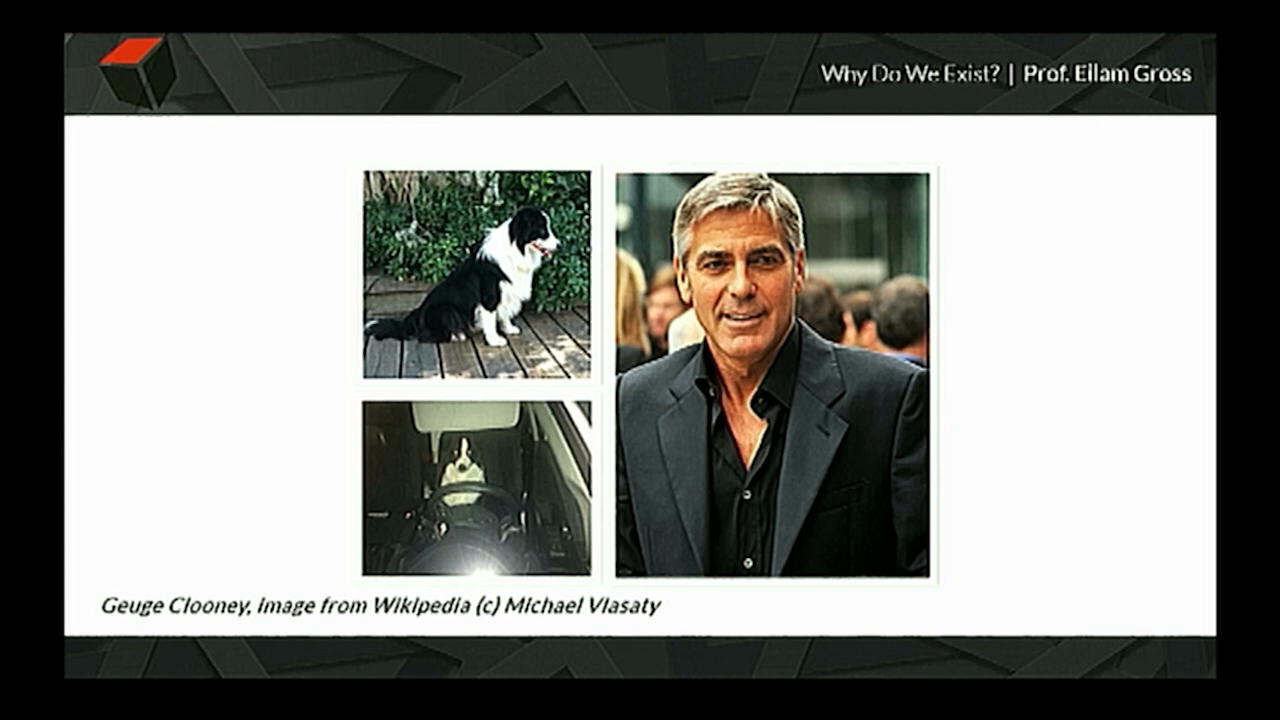 Why Do We Exist? | Prof. Eilam Gross
Geuge Clooney, image from Wikipedia (c) Michael Vlasaty